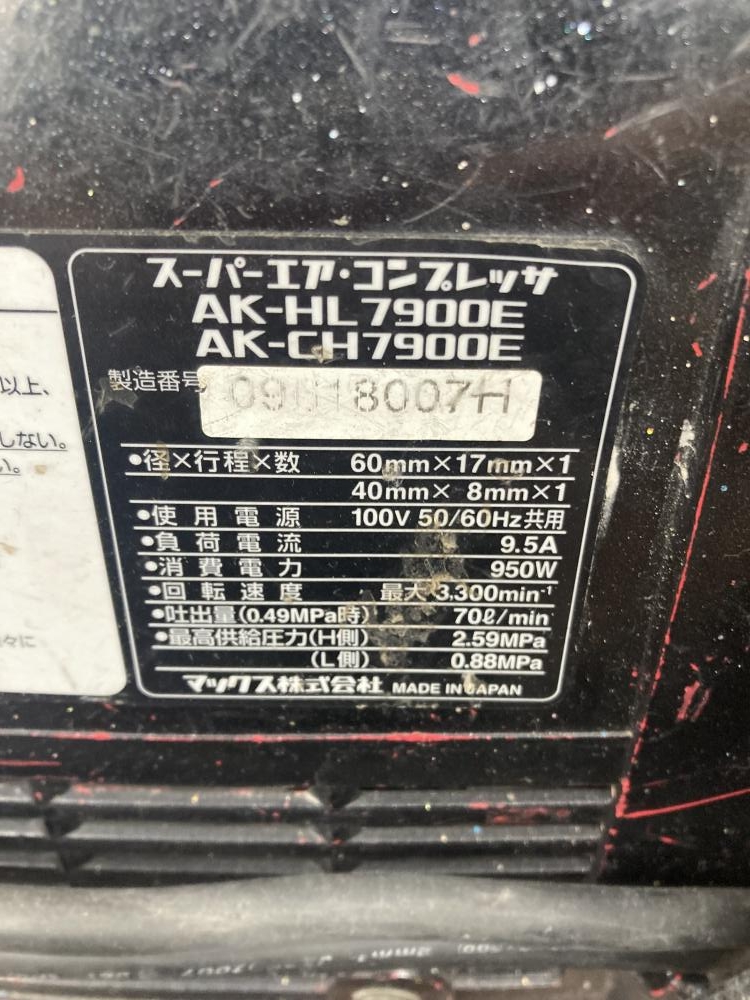 スーパーエア・コンプレッサ
AK-HL7900E
AK-CH7900E
製造番号
以上、
しない。
い。
々に
•径×行程×数 60mm×17mm×1
40mm× 8mm×1
•使用電源 100V 50/60Hz共用
•負荷電流 9.5A
•消費電力 950W
•回転速度 最大 3,300min⁻¹
•吐出量(0.49MPa時) 70ℓ/min
•最高供給圧力(H側) 2.59MPa
(L側) 0.88MPa
マックス株式会社 MADE IN JAPAN